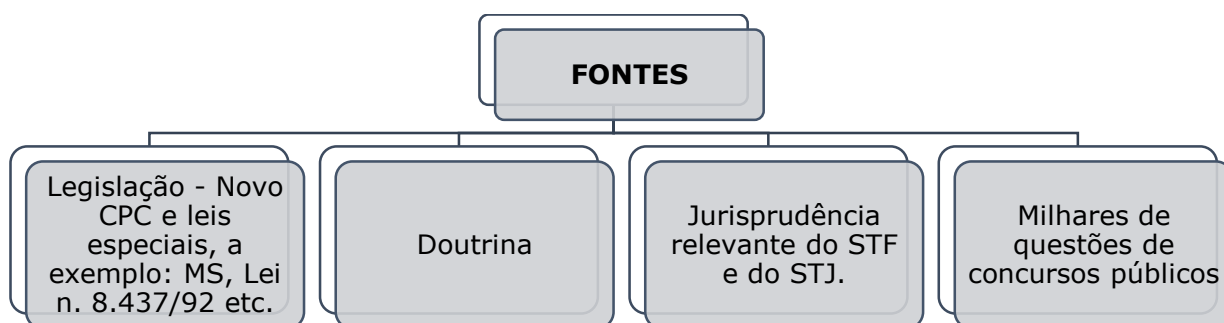 FONTES
Legislação - Novo
CPC e leis
especiais, a
exemplo: MS, Lei
n. 8.437/92 etc.
Doutrina
Jurisprudência
relevante do STF
e do STJ.
Milhares de
questões de
concursos públicos